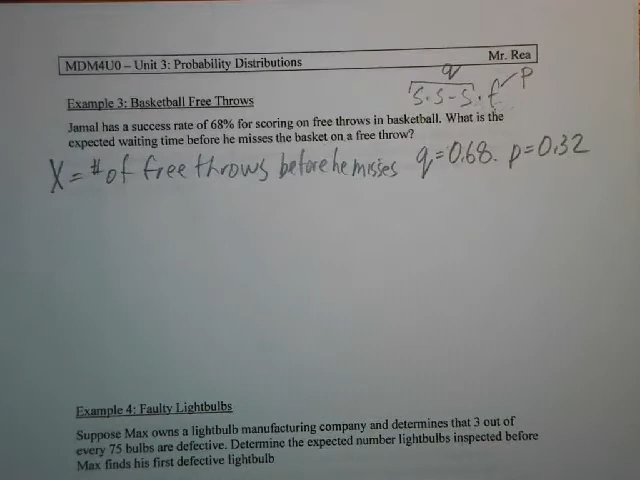 MDM4U0 – Unit 3: Probability Distributions Mr. Rea
q
s·s-s·f p
Example 3: Basketball Free Throws
Jamal has a success rate of 68% for scoring on free throws in basketball. What is the
expected waiting time before he misses the basket on a free throw?
X = # of free throws before he misses q=0.68. p=0.32
Example 4: Faulty Lightbulbs
Suppose Max owns a lightbulb manufacturing company and determines that 3 out of
every 75 bulbs are defective. Determine the expected number lightbulbs inspected before
Max finds his first defective lightbulb